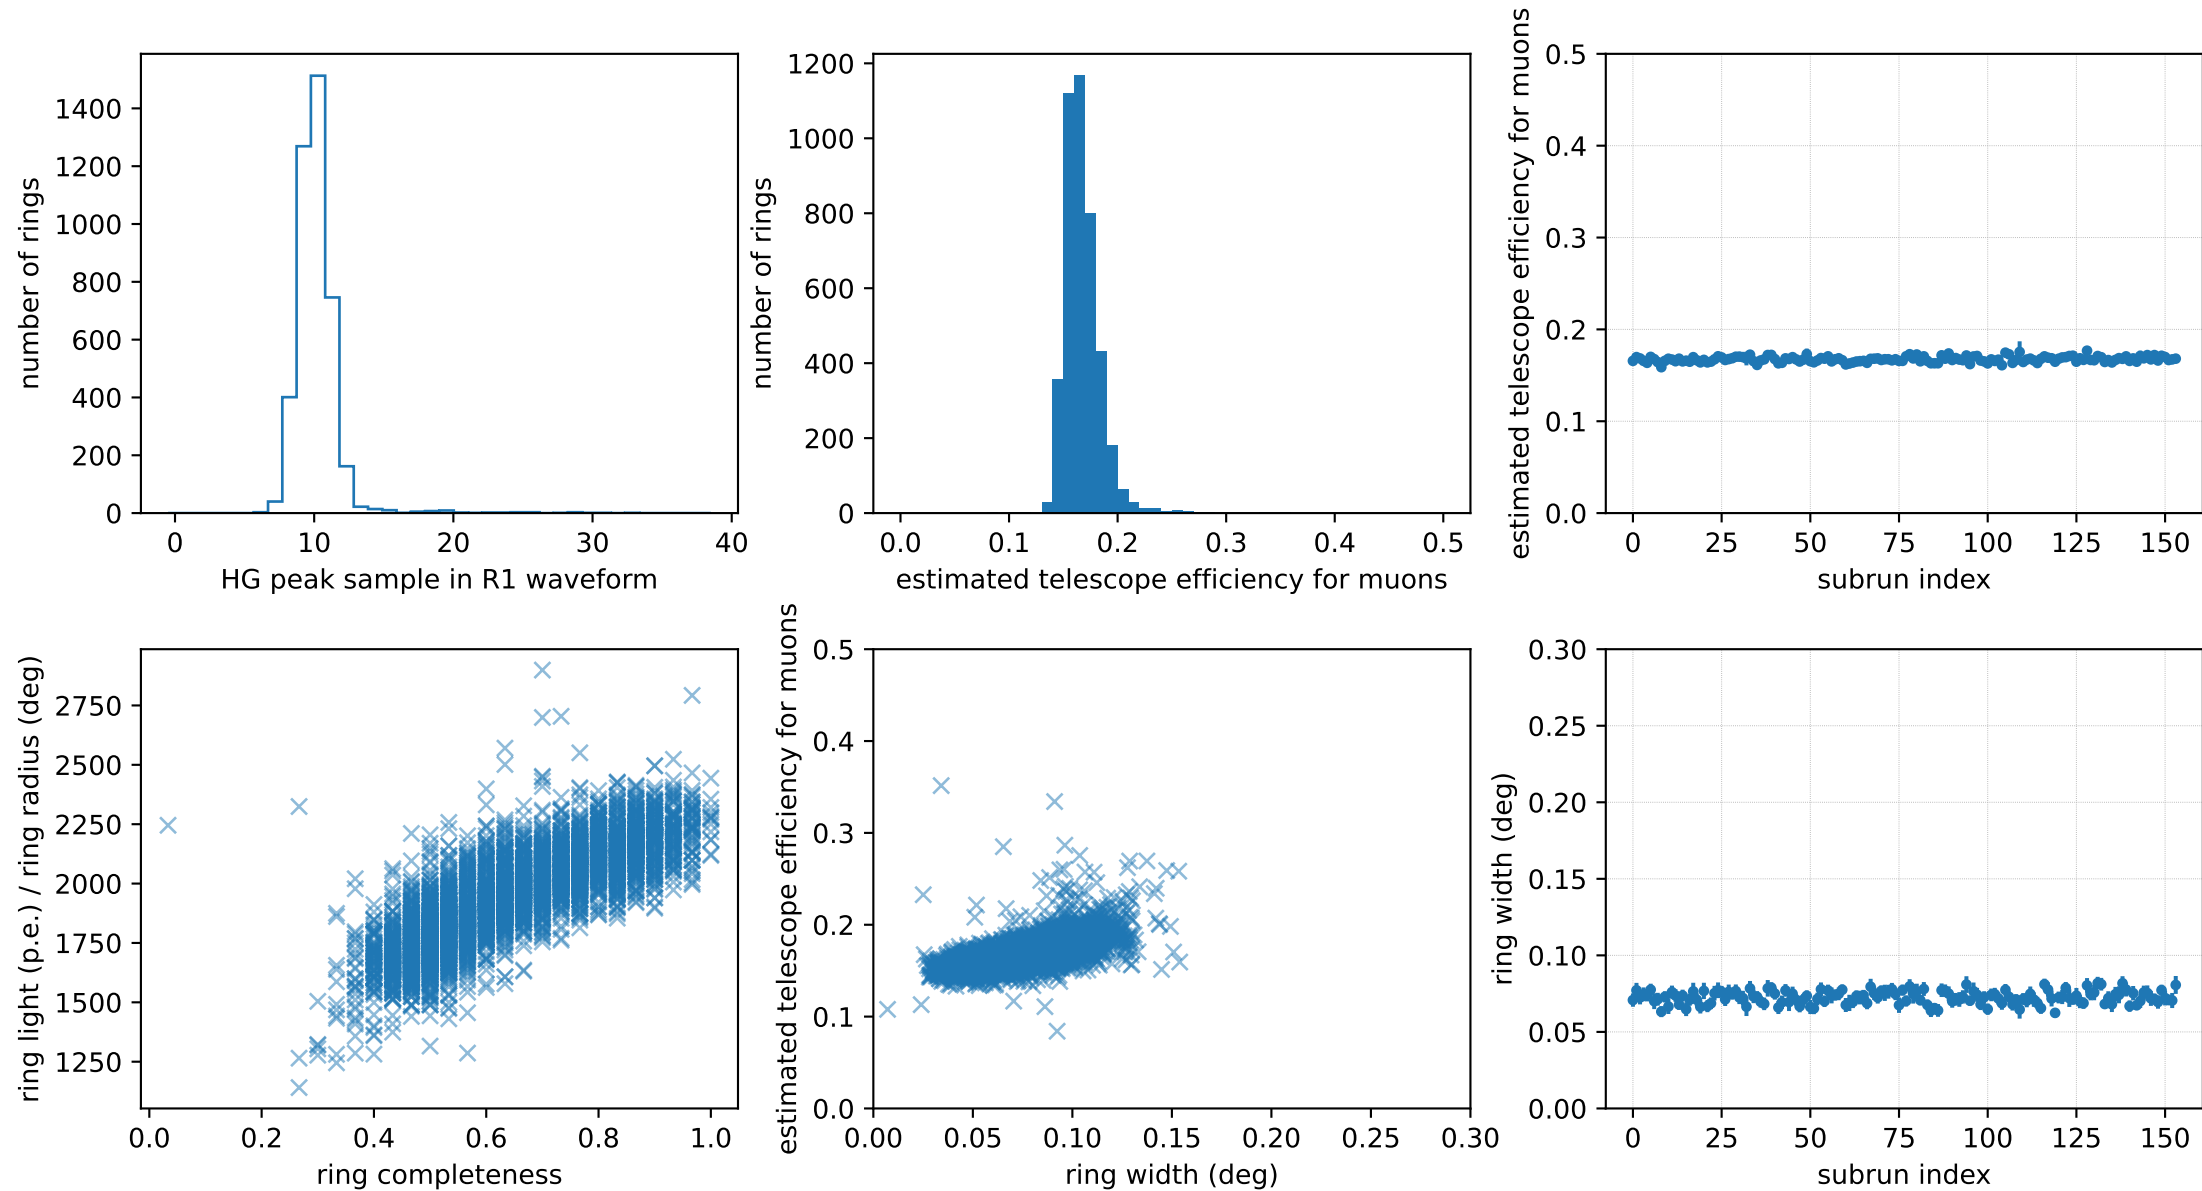 number of rings
1400
1200
1000
800
600
400
200
0
0 10 20 30 40
HG peak sample in R1 waveform
number of rings
1200
1000
800
600
400
200
0
0.0 0.1 0.2 0.3 0.4 0.5
estimated telescope efficiency for muons
estimated telescope efficiency for muons
0.5
0.4
0.3
0.2
0.1
0.0
0 25 50 75 100 125 150
subrun index
ring light (p.e.) / ring radius (deg)
2750
2500
2250
2000
1750
1500
1250
0.0 0.2 0.4 0.6 0.8 1.0
ring completeness
estimated telescope efficiency for muons
0.5
0.4
0.3
0.2
0.1
0.0
0.00 0.05 0.10 0.15 0.20 0.25 0.30
ring width (deg)
ring width (deg)
0.30
0.25
0.20
0.15
0.10
0.05
0.00
0 25 50 75 100 125 150
subrun index